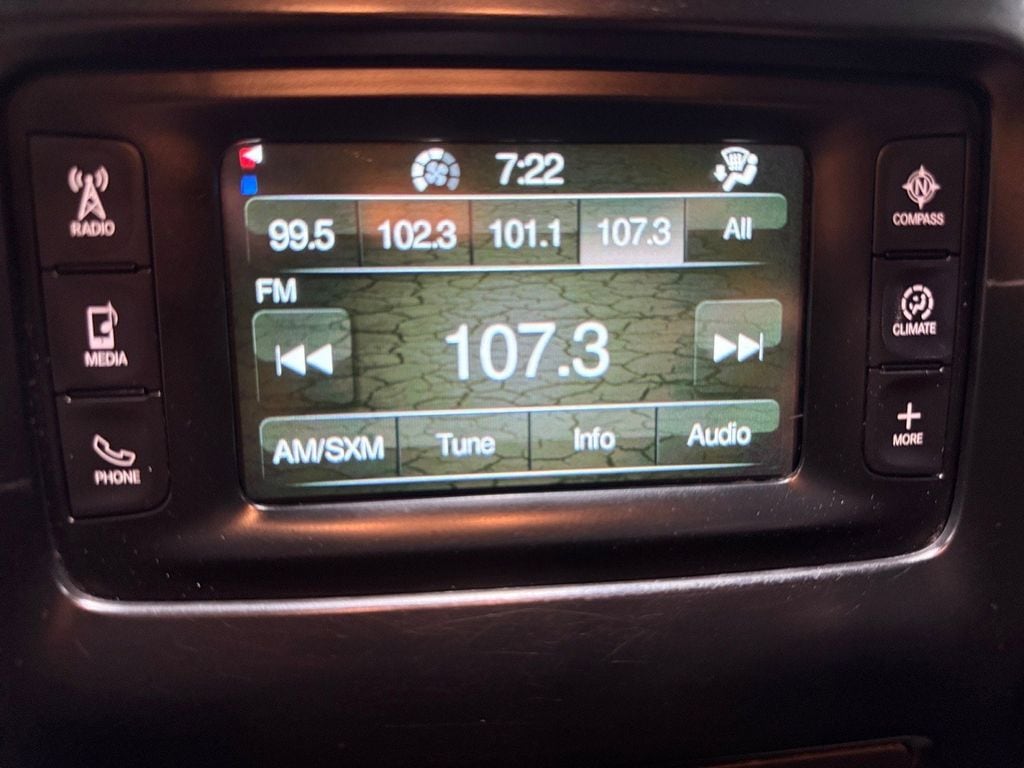 7:22
99.5 102.3 101.1 107.3 All
FM
107.3
AM/SXM Tune Info Audio
RADIO
MEDIA
PHONE
N
COMPASS
CLIMATE
+
MORE